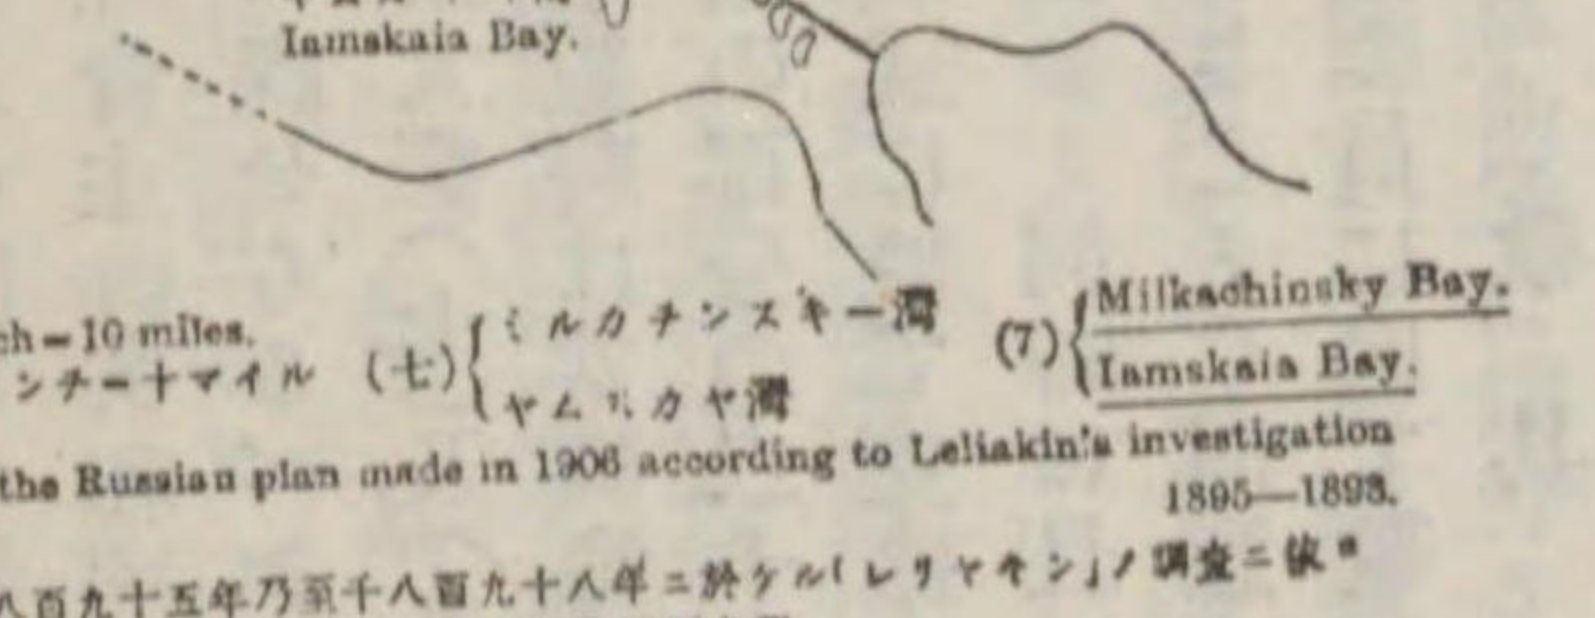 Iamskaia Bay.
ch=10 miles.
ンチ=十マイル
(七)
ミルカチンスキー灣
ヤムスカヤ灣
(7)
Milkachinsky Bay.
Iamskaia Bay.
the Russian plan made in 1906 according to Leliakin's investigation
1895—1898.
八百九十五年乃至千八百九十八年ニ於ケル「レリヤキン」ノ調査ニ依